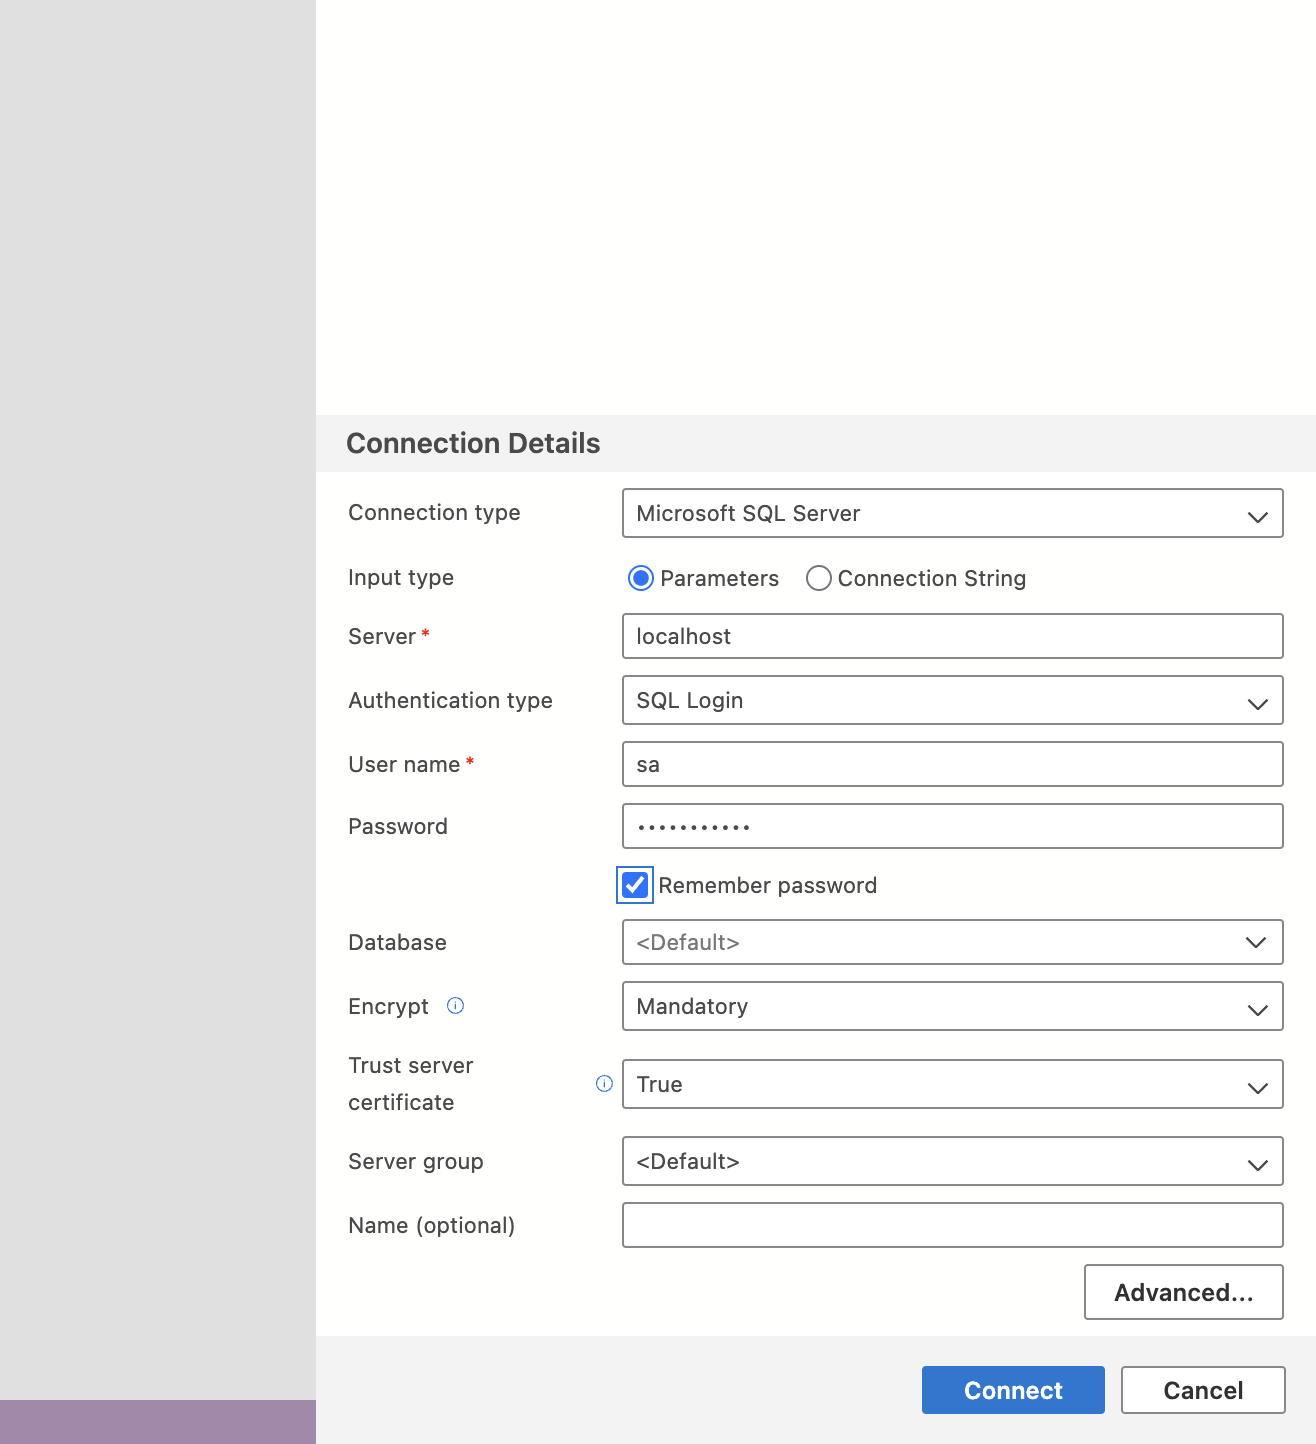 Connection Details
Connection type
Microsoft SQL Server
Input type
Parameters
Connection String
Server *
localhost
Authentication type
SQL Login
User name *
sa
Password
•••••••••••
Remember password
Database
<Default>
Encrypt
Mandatory
Trust server
certificate
True
Server group
<Default>
Name (optional)
Advanced...
Connect
Cancel